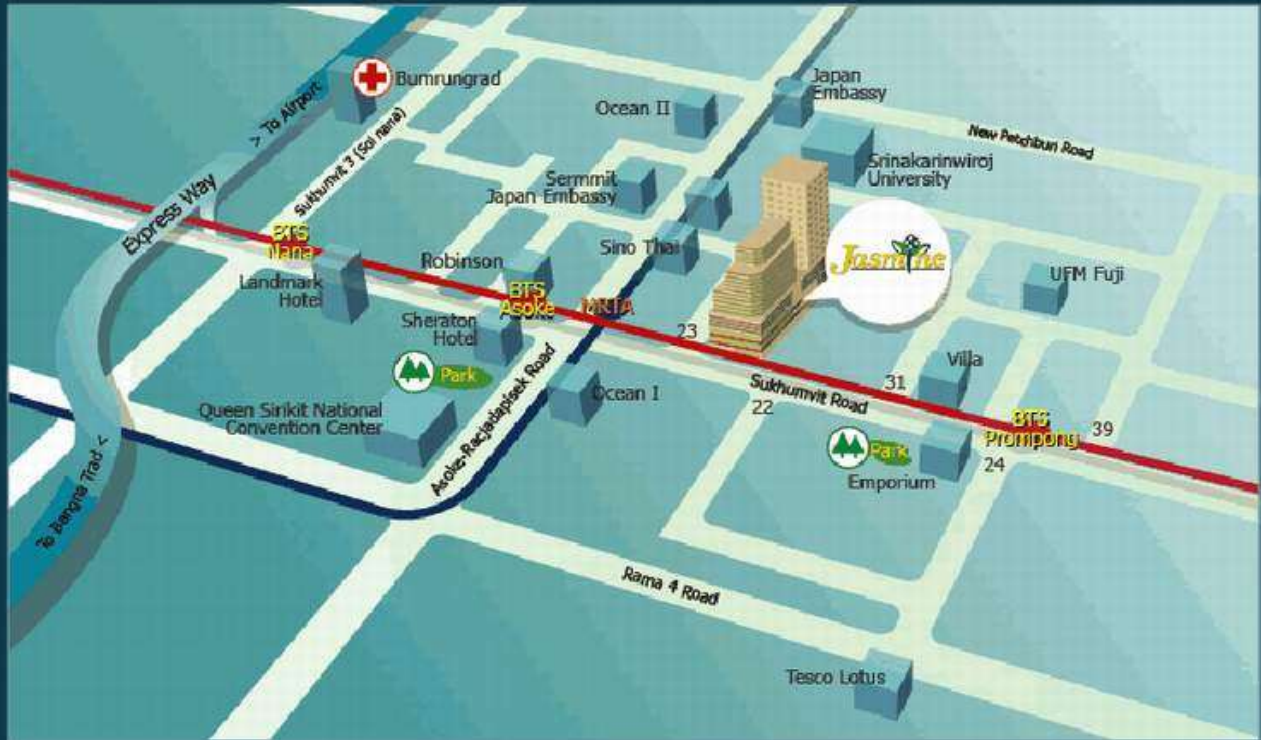 Bumrungrad
> To Airport
Sukhumvit 3 (Soi nana)
Express Way
Ocean II
Japan
Embassy
New Petchburi Road
Sermmit
Japan Embassy
Srinakarinwiroj
University
Sino Thai
Jasmine
UFM Fuji
BTS
Nana
Landmark
Hotel
Robinson
BTS
Asoke
MRTA
Sheraton
Hotel
23
Park
Ocean I
Asoke-Racjadapisek Road
Queen Sirikit National
Convention Center
To Bangna Trad <
Sukhumvit Road
22
31
Villa
BTS
Prompong
39
Park
Emporium
24
Rama 4 Road
Tesco Lotus